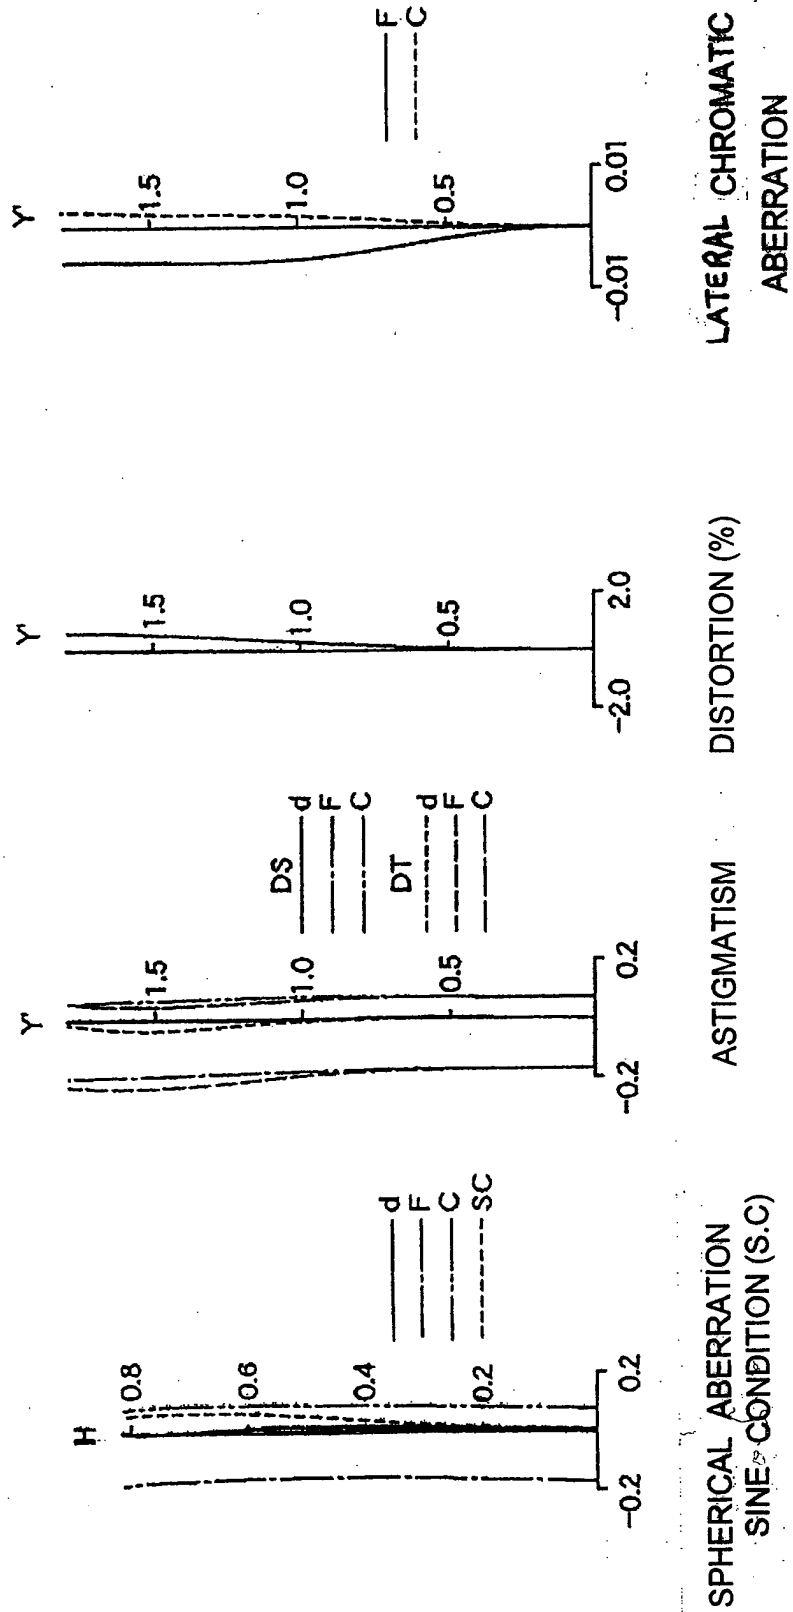 H
0.8
0.6
0.4
0.2
-0.2
0.2
d
F
C
SC
SPHERICAL ABERRATION
SINE CONDITION (S.C)
Y'
1.5
1.0
0.5
-0.2
0.2
DS
d
F
C
DT
d
F
C
ASTIGMATISM
Y'
1.5
1.0
0.5
-2.0
2.0
DISTORTION (%)
Y'
1.5
1.0
0.5
-0.01
0.01
F
C
LATERAL CHROMATIC
ABERRATION